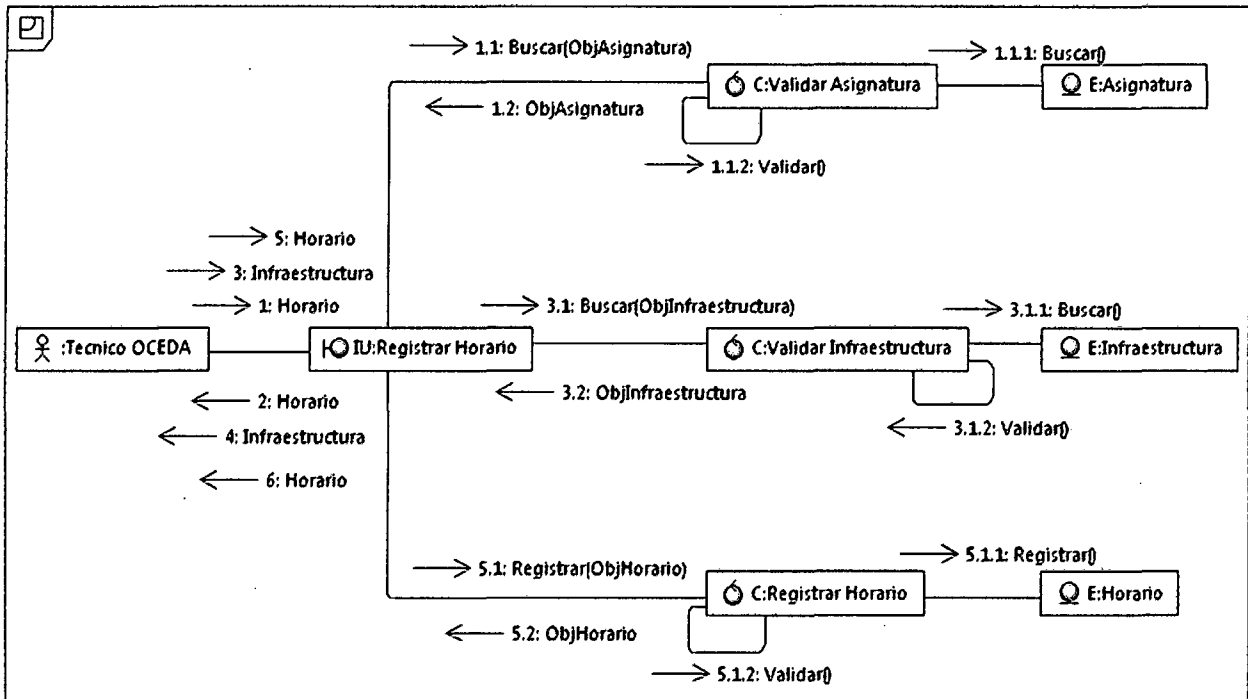 1.1: Buscar(ObjAsignatura)
1.1.1: Buscar()
C:Validar Asignatura
E:Asignatura
1.2: ObjAsignatura
1.1.2: Validar()
5: Horario
3: Infraestructura
1: Horario
3.1: Buscar(ObjInfraestructura)
3.1.1: Buscar()
:Tecnico OCEDA
IU:Registrar Horario
C:Validar Infraestructura
E:Infraestructura
2: Horario
3.2: ObjInfraestructura
4: Infraestructura
3.1.2: Validar()
6: Horario
5.1: Registrar(ObjHorario)
5.1.1: Registrar()
C:Registrar Horario
E:Horario
5.2: ObjHorario
5.1.2: Validar()